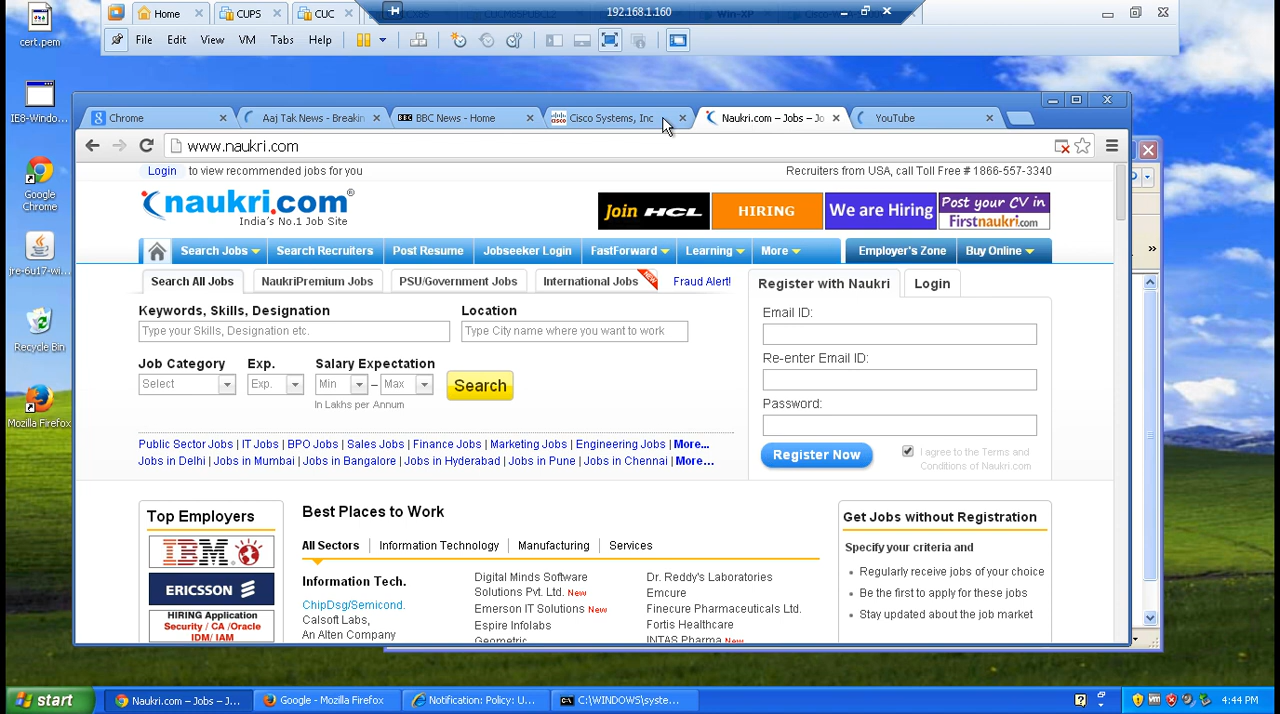 192.168.1.160
Home
CUPS
CUC
Win-XP
File Edit View VM Tabs Help
cert.pem
IE8-Windo...
Google Chrome
jre-6u17-wi...
Recycle Bin
Mozilla Firefox
Chrome
Aaj Tak News - Breakin
BBC BBC News - Home
Cisco Systems, Inc
Naukri.com – Jobs – Jo
YouTube
www.naukri.com
Login to view recommended jobs for you
Recruiters from USA, call Toll Free # 1866-557-3340
naukri.com®
India's No.1 Job Site
Join HCL
HIRING
We are Hiring
Post your CV in
Firstnaukri.com
Search Jobs
Search Recruiters
Post Resume
Jobseeker Login
FastForward
Learning
More
Employer's Zone
Buy Online
Search All Jobs
NaukriPremium Jobs
PSU/Government Jobs
International Jobs
Fraud Alert!
Register with Naukri
Login
Keywords, Skills, Designation
Location
Type your Skills, Designation etc.
Type City name where you want to work
Job Category
Exp.
Salary Expectation
Select
Exp.
Min
–
Max
Search
In Lakhs per Annum
Email ID:
Re-enter Email ID:
Password:
Register Now
I agree to the Terms and
Conditions of Naukri.com
Public Sector Jobs | IT Jobs | BPO Jobs | Sales Jobs | Finance Jobs | Marketing Jobs | Engineering Jobs | More...
Jobs in Delhi | Jobs in Mumbai | Jobs in Bangalore | Jobs in Hyderabad | Jobs in Pune | Jobs in Chennai | More...
Top Employers
IBM
ERICSSON
HIRING Application
Security / CA /Oracle
IDM/ IAM
Best Places to Work
All Sectors
Information Technology
Manufacturing
Services
Information Tech.
ChipDsg/Semicond.
Calsoft Labs,
An Alten Company
Digital Minds Software
Solutions Pvt. Ltd. New
Emerson IT Solutions New
Espire Infolabs
Geometric
Dr. Reddy's Laboratories
Emcure
Finecure Pharmaceuticals Ltd.
Fortis Healthcare
INTAS Pharma New
Get Jobs without Registration
Specify your criteria and
Regularly receive jobs of your choice
Be the first to apply for these jobs
Stay updated about the job market
start
Naukri.com – Jobs – J...
Google - Mozilla Firefox
Notification: Policy: U...
C:\WINDOWS\syste...
4:44 PM